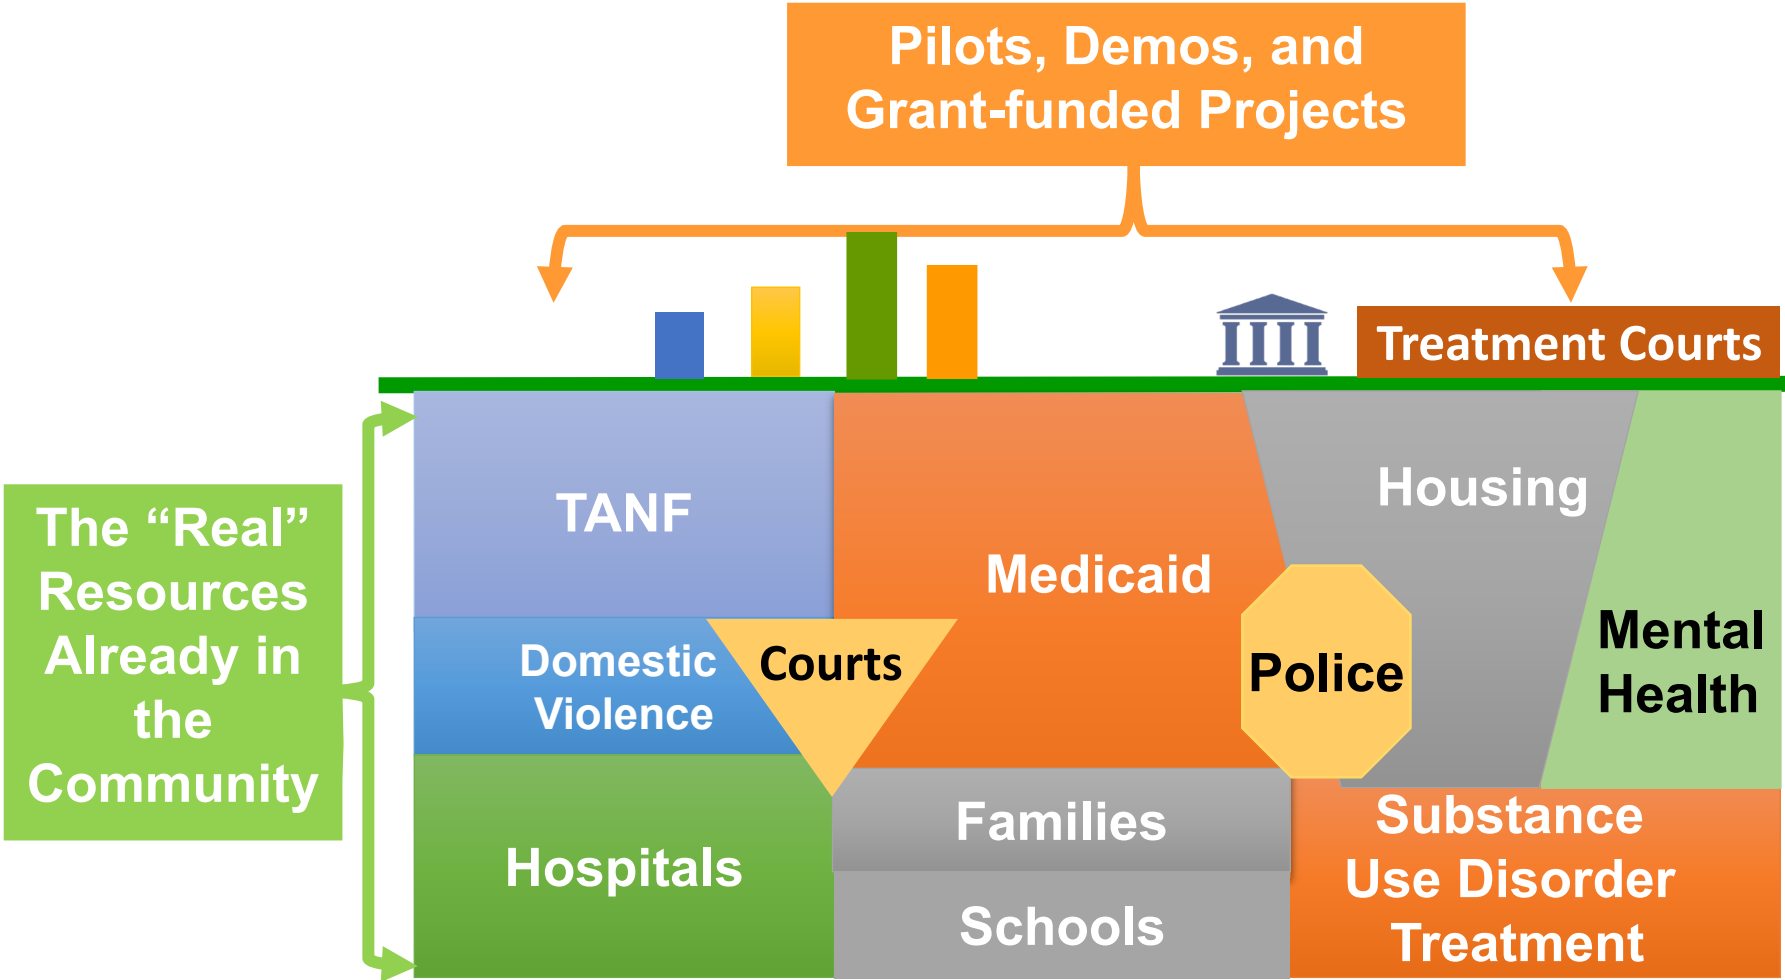 Pilots, Demos, and
Grant-funded Projects
Treatment Courts
The “Real”
Resources
Already in
the
Community
TANF
Medicaid
Housing
Mental
Health
Domestic
Violence
Courts
Police
Hospitals
Families
Schools
Substance
Use Disorder
Treatment